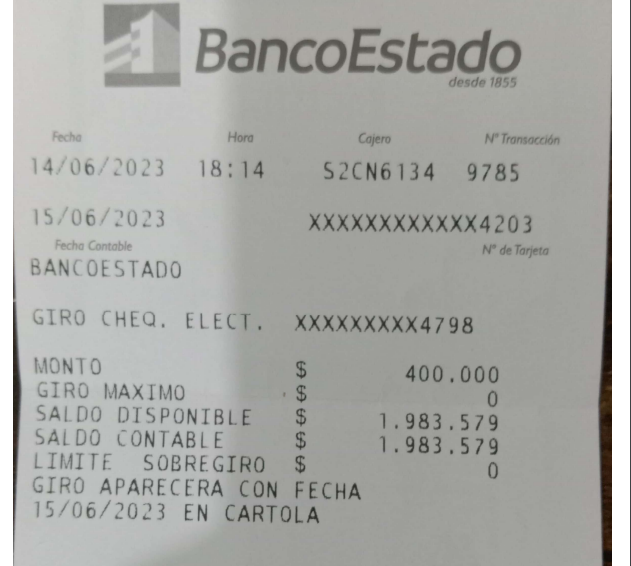 BancoEstado
desde 1855
Fecha Hora Cajero N° Transacción
14/06/2023 18:14 S2CN6134 9785
15/06/2023 XXXXXXXXXXXX4203
Fecha Contable N° de Tarjeta
BANCOESTADO
GIRO CHEQ. ELECT. XXXXXXXXX4798
MONTO $ 400.000
GIRO MAXIMO $ 0
SALDO DISPONIBLE $ 1.983.579
SALDO CONTABLE $ 1.983.579
LIMITE SOBREGIRO $ 0
GIRO APARECERA CON FECHA
15/06/2023 EN CARTOLA